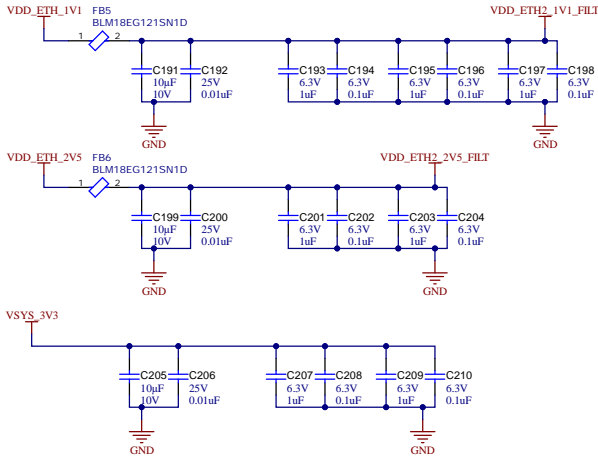 VDD_ETH_1V1
FB5
BLM18EG121SN1D
VDD_ETH2_1V1_FILT
1
2
C191
10µF
10V
C192
25V
0.01uF
C193
6.3V
1uF
C194
6.3V
0.1uF
C195
6.3V
1uF
C196
6.3V
0.1uF
C197
6.3V
1uF
C198
6.3V
0.1uF
GND
GND
VDD_ETH_2V5
FB6
BLM18EG121SN1D
VDD_ETH2_2V5_FILT
1
2
C199
10µF
10V
C200
25V
0.01uF
C201
6.3V
1uF
C202
6.3V
0.1uF
C203
6.3V
1uF
C204
6.3V
0.1uF
GND
GND
VSYS_3V3
C205
10µF
10V
C206
25V
0.01uF
C207
6.3V
1uF
C208
6.3V
0.1uF
C209
6.3V
1uF
C210
6.3V
0.1uF
GND
GND